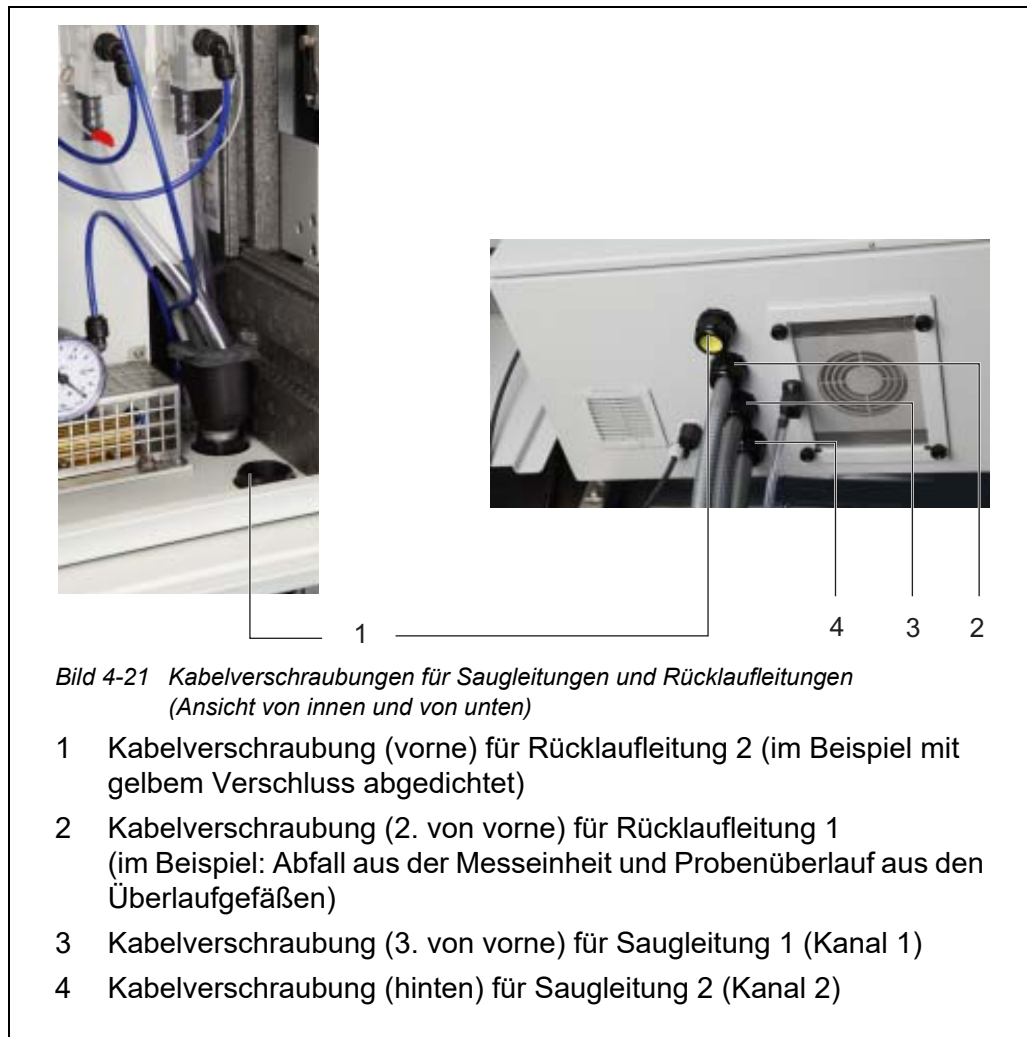 1
4 3 2
Bild 4-21 Kabelverschraubungen für Saugleitungen und Rücklaufleitungen
(Ansicht von innen und von unten)
1 Kabelverschraubung (vorne) für Rücklaufleitung 2 (im Beispiel mit
gelbem Verschluss abgedichtet)
2 Kabelverschraubung (2. von vorne) für Rücklaufleitung 1
(im Beispiel: Abfall aus der Messeinheit und Probenüberlauf aus den
Überlaufgefäßen)
3 Kabelverschraubung (3. von vorne) für Saugleitung 1 (Kanal 1)
4 Kabelverschraubung (hinten) für Saugleitung 2 (Kanal 2)